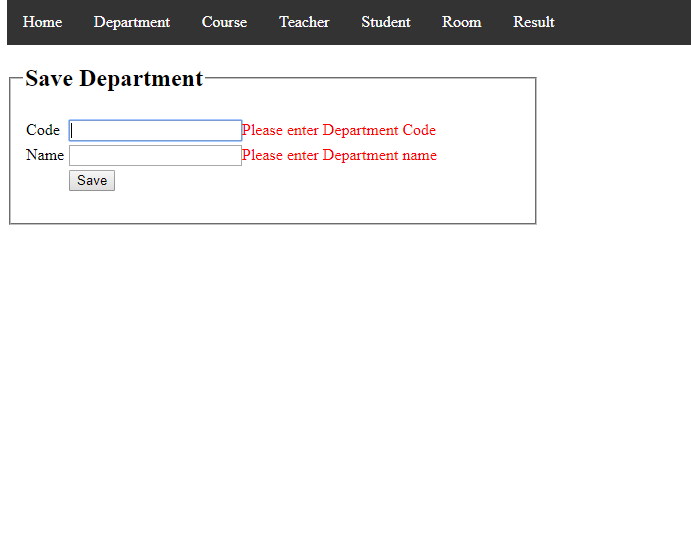 Home Department Course Teacher Student Room Result
Save Department
Code Please enter Department Code
Name Please enter Department name
Save